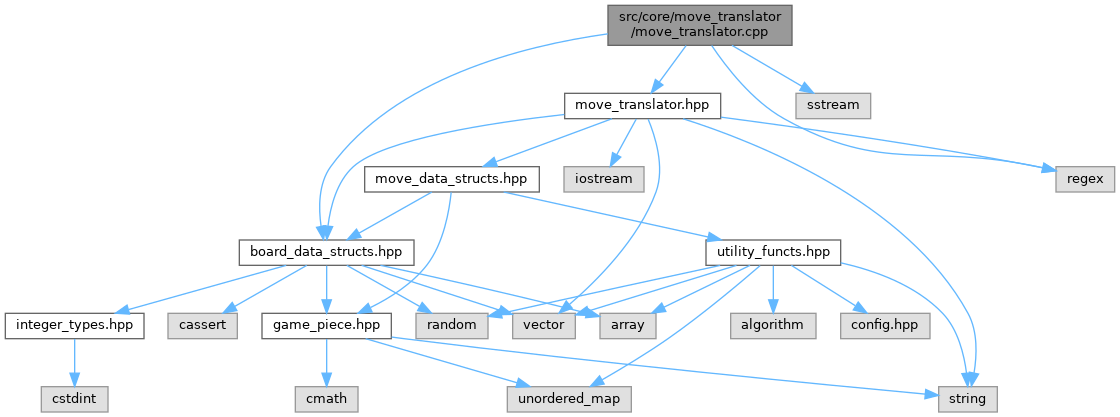 src/core/move_translator
/move_translator.cpp
move_translator.hpp
sstream
move_data_structs.hpp
iostream
regex
board_data_structs.hpp
utility_functs.hpp
integer_types.hpp
cassert
game_piece.hpp
random
vector
array
algorithm
config.hpp
cstdint
cmath
unordered_map
string